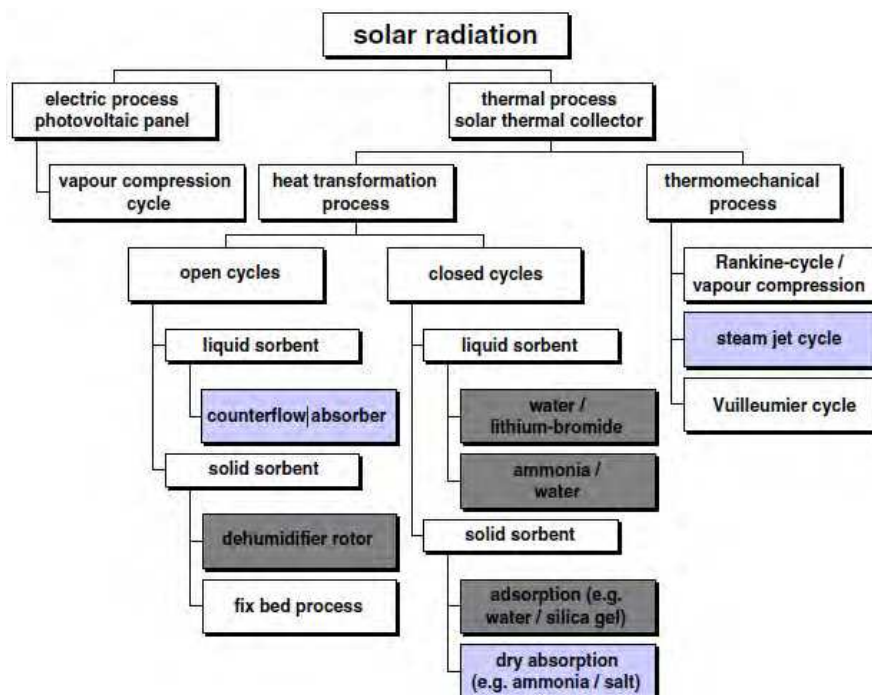 solar radiation
electric process
photovoltaic panel
thermal process
solar thermal collector
vapour compression
cycle
heat transformation
process
thermomechanical
process
open cycles
closed cycles
Rankine-cycle /
vapour compression
liquid sorbent
liquid sorbent
steam jet cycle
counterflow absorber
water /
lithium-bromide
Vuilleumier cycle
solid sorbent
ammonia /
water
dehumidifier rotor
solid sorbent
fix bed process
adsorption (e.g.
water / silica gel)
dry absorption
(e.g. ammonia / salt)